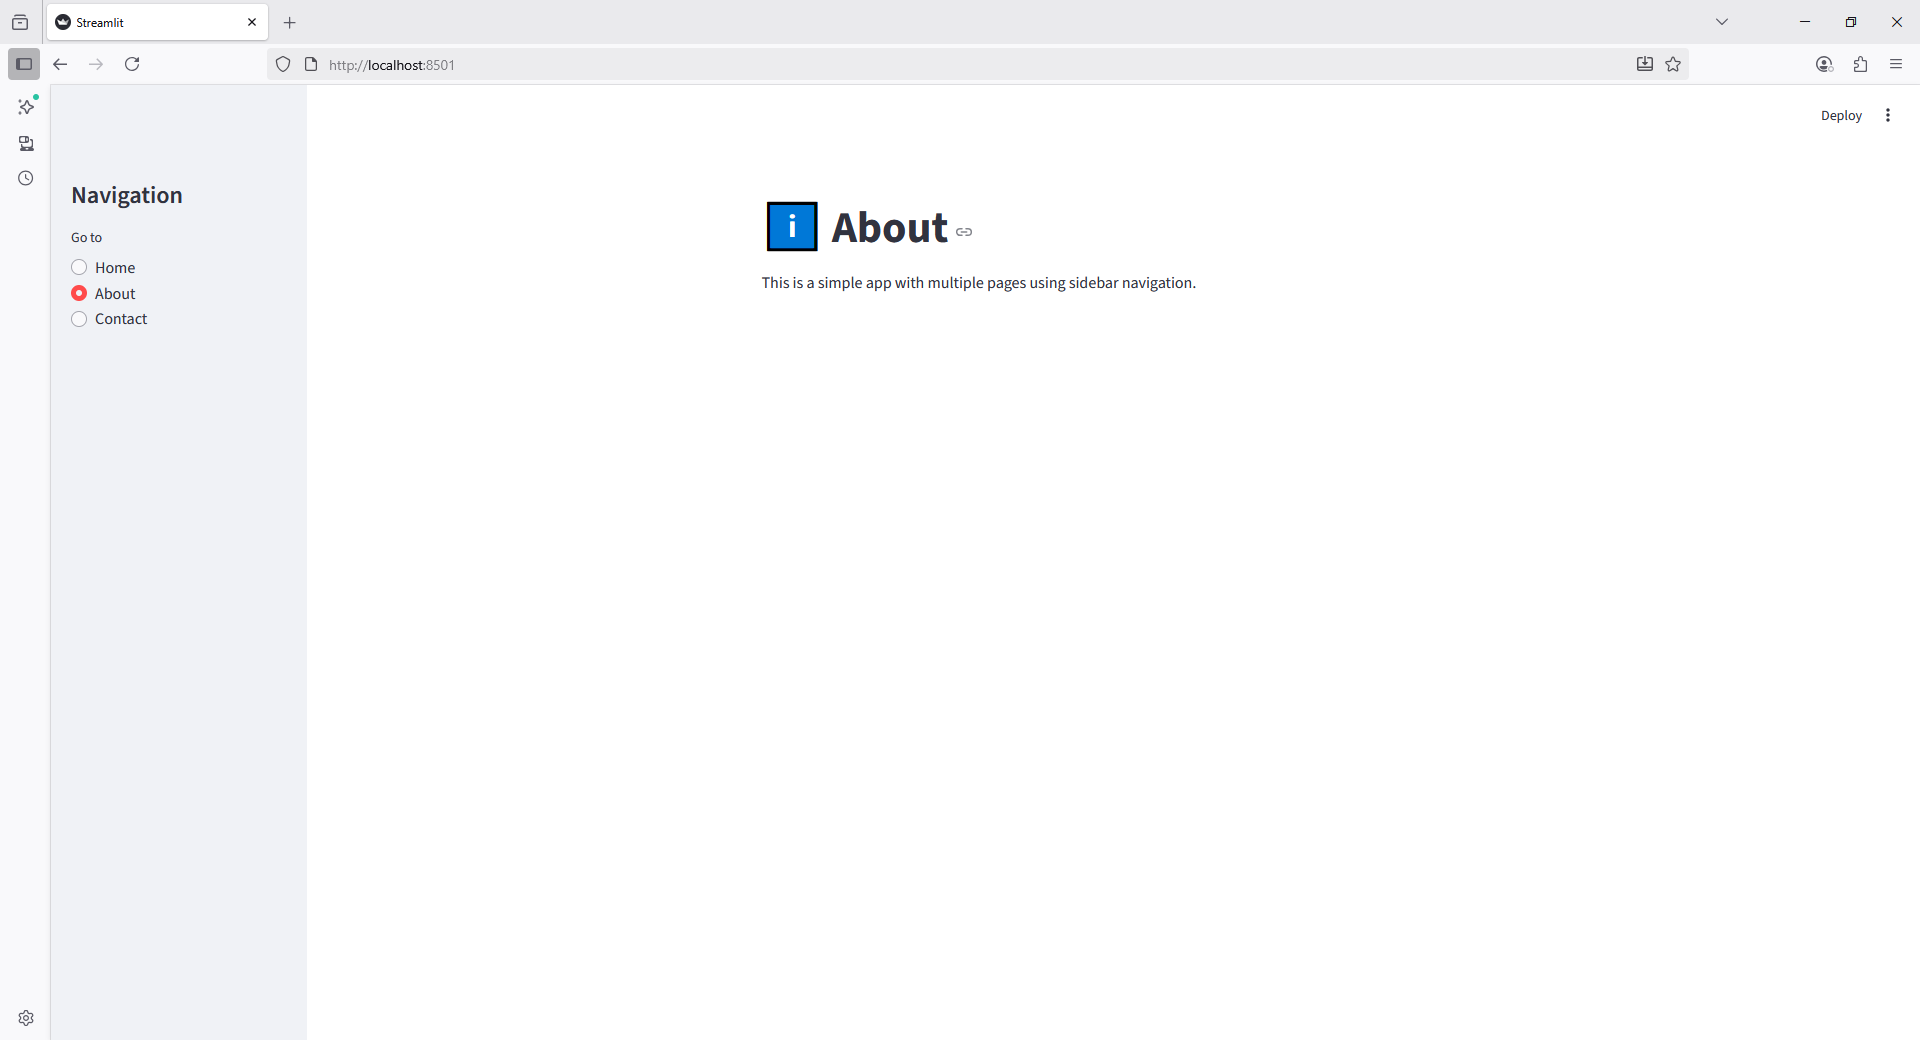 Streamlit
http://localhost:8501
Deploy
Navigation
Go to
Home
About
Contact
i About
This is a simple app with multiple pages using sidebar navigation.